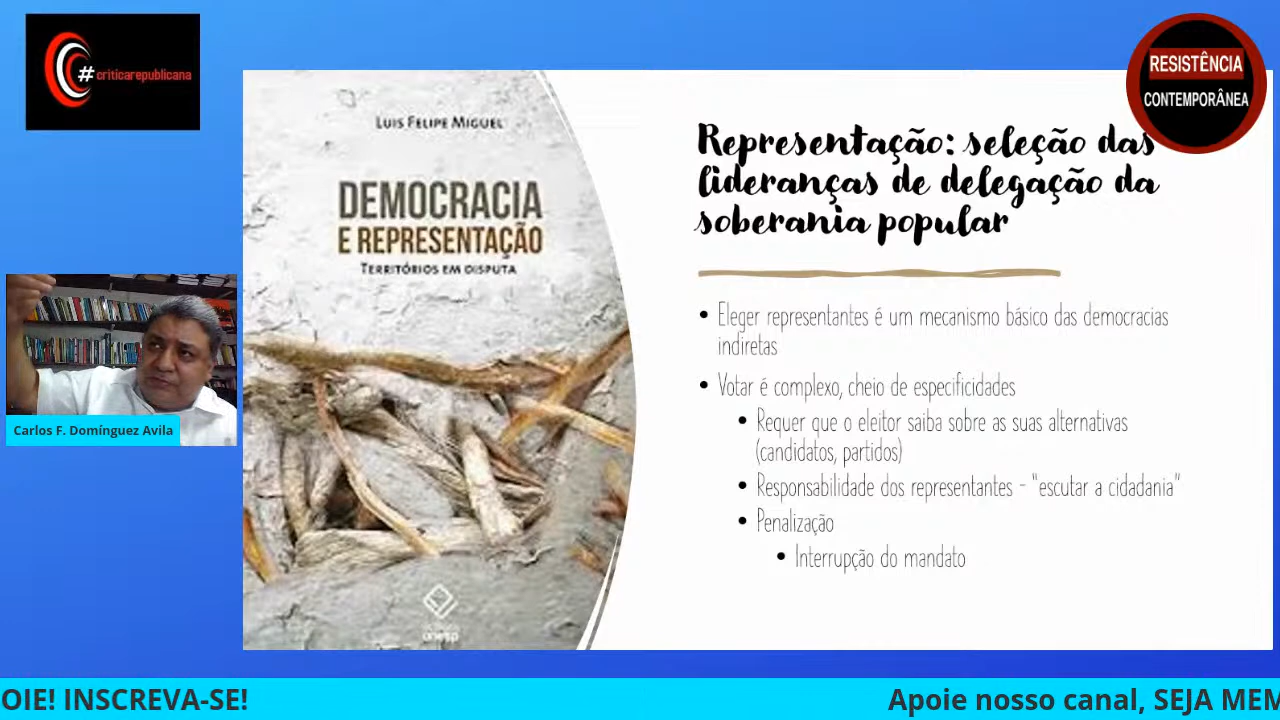 #criticarepublicana
RESISTÊNCIA
CONTEMPORÂNEA
LUIS FELIPE MIGUEL
DEMOCRACIA
E REPRESENTAÇÃO
TERRITÓRIOS EM DISPUTA
editora
unesp
Representação: seleção das
lideranças de delegação da
soberania popular
• Eleger representantes é um mecanismo básico das democracias
indiretas
• Votar é complexo, cheio de especificidades
• Requer que o eleitor saiba sobre as suas alternativas
(candidatos, partidos)
• Responsabilidade dos representantes - "escutar a cidadania"
• Penalização
• Interrupção do mandato
Carlos F. Domínguez Avila
OIE! INSCREVA-SE!
Apoie nosso canal, SEJA MEM